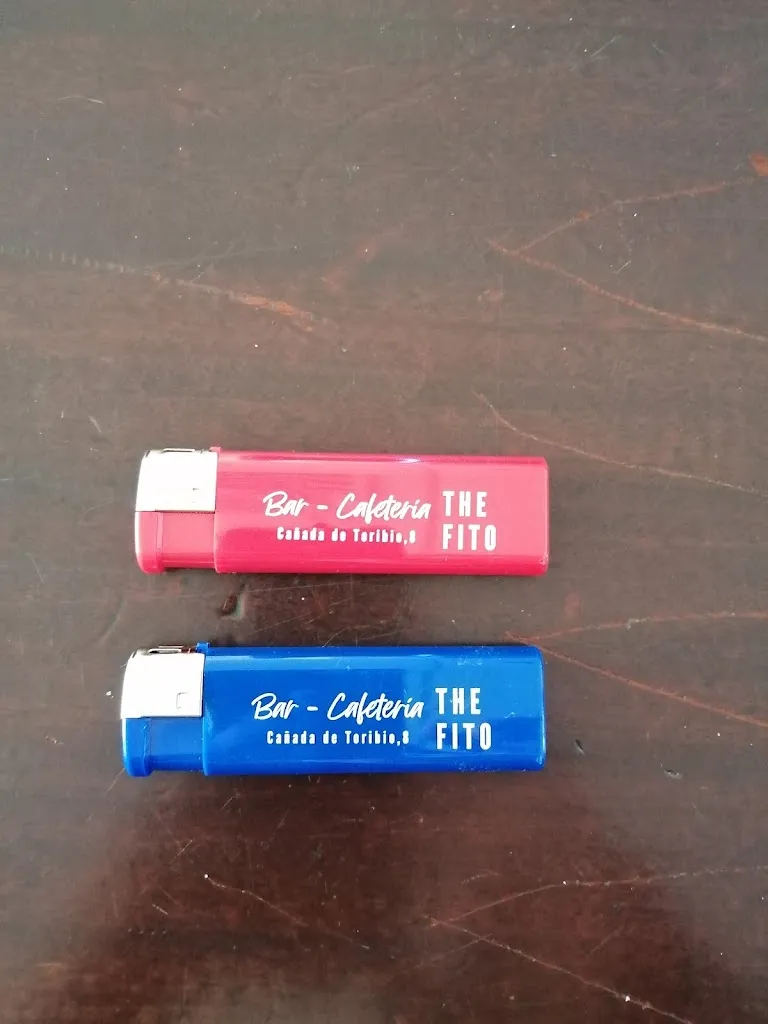 Bar - Cafetería THE
Cañada de Toribio,8 FITO
Bar - Cafetería THE
Cañada de Toribio,8 FITO